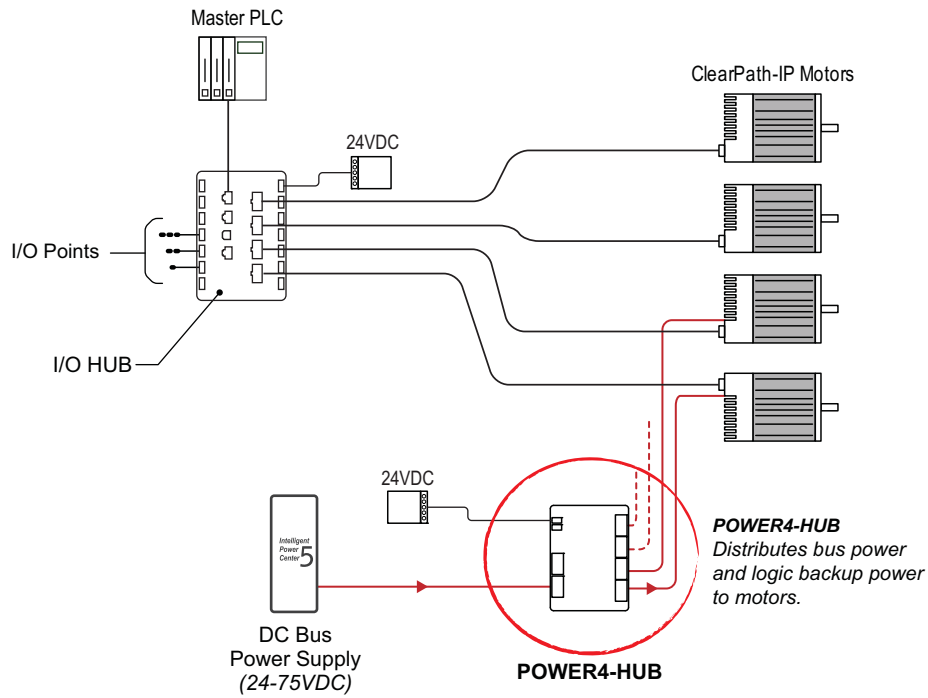 Master PLC
ClearPath-IP Motors
24VDC
I/O Points
I/O HUB
24VDC
Intelligent
Power
Center 5
POWER4-HUB
Distributes bus power
and logic backup power
to motors.
DC Bus
Power Supply
(24-75VDC)
POWER4-HUB